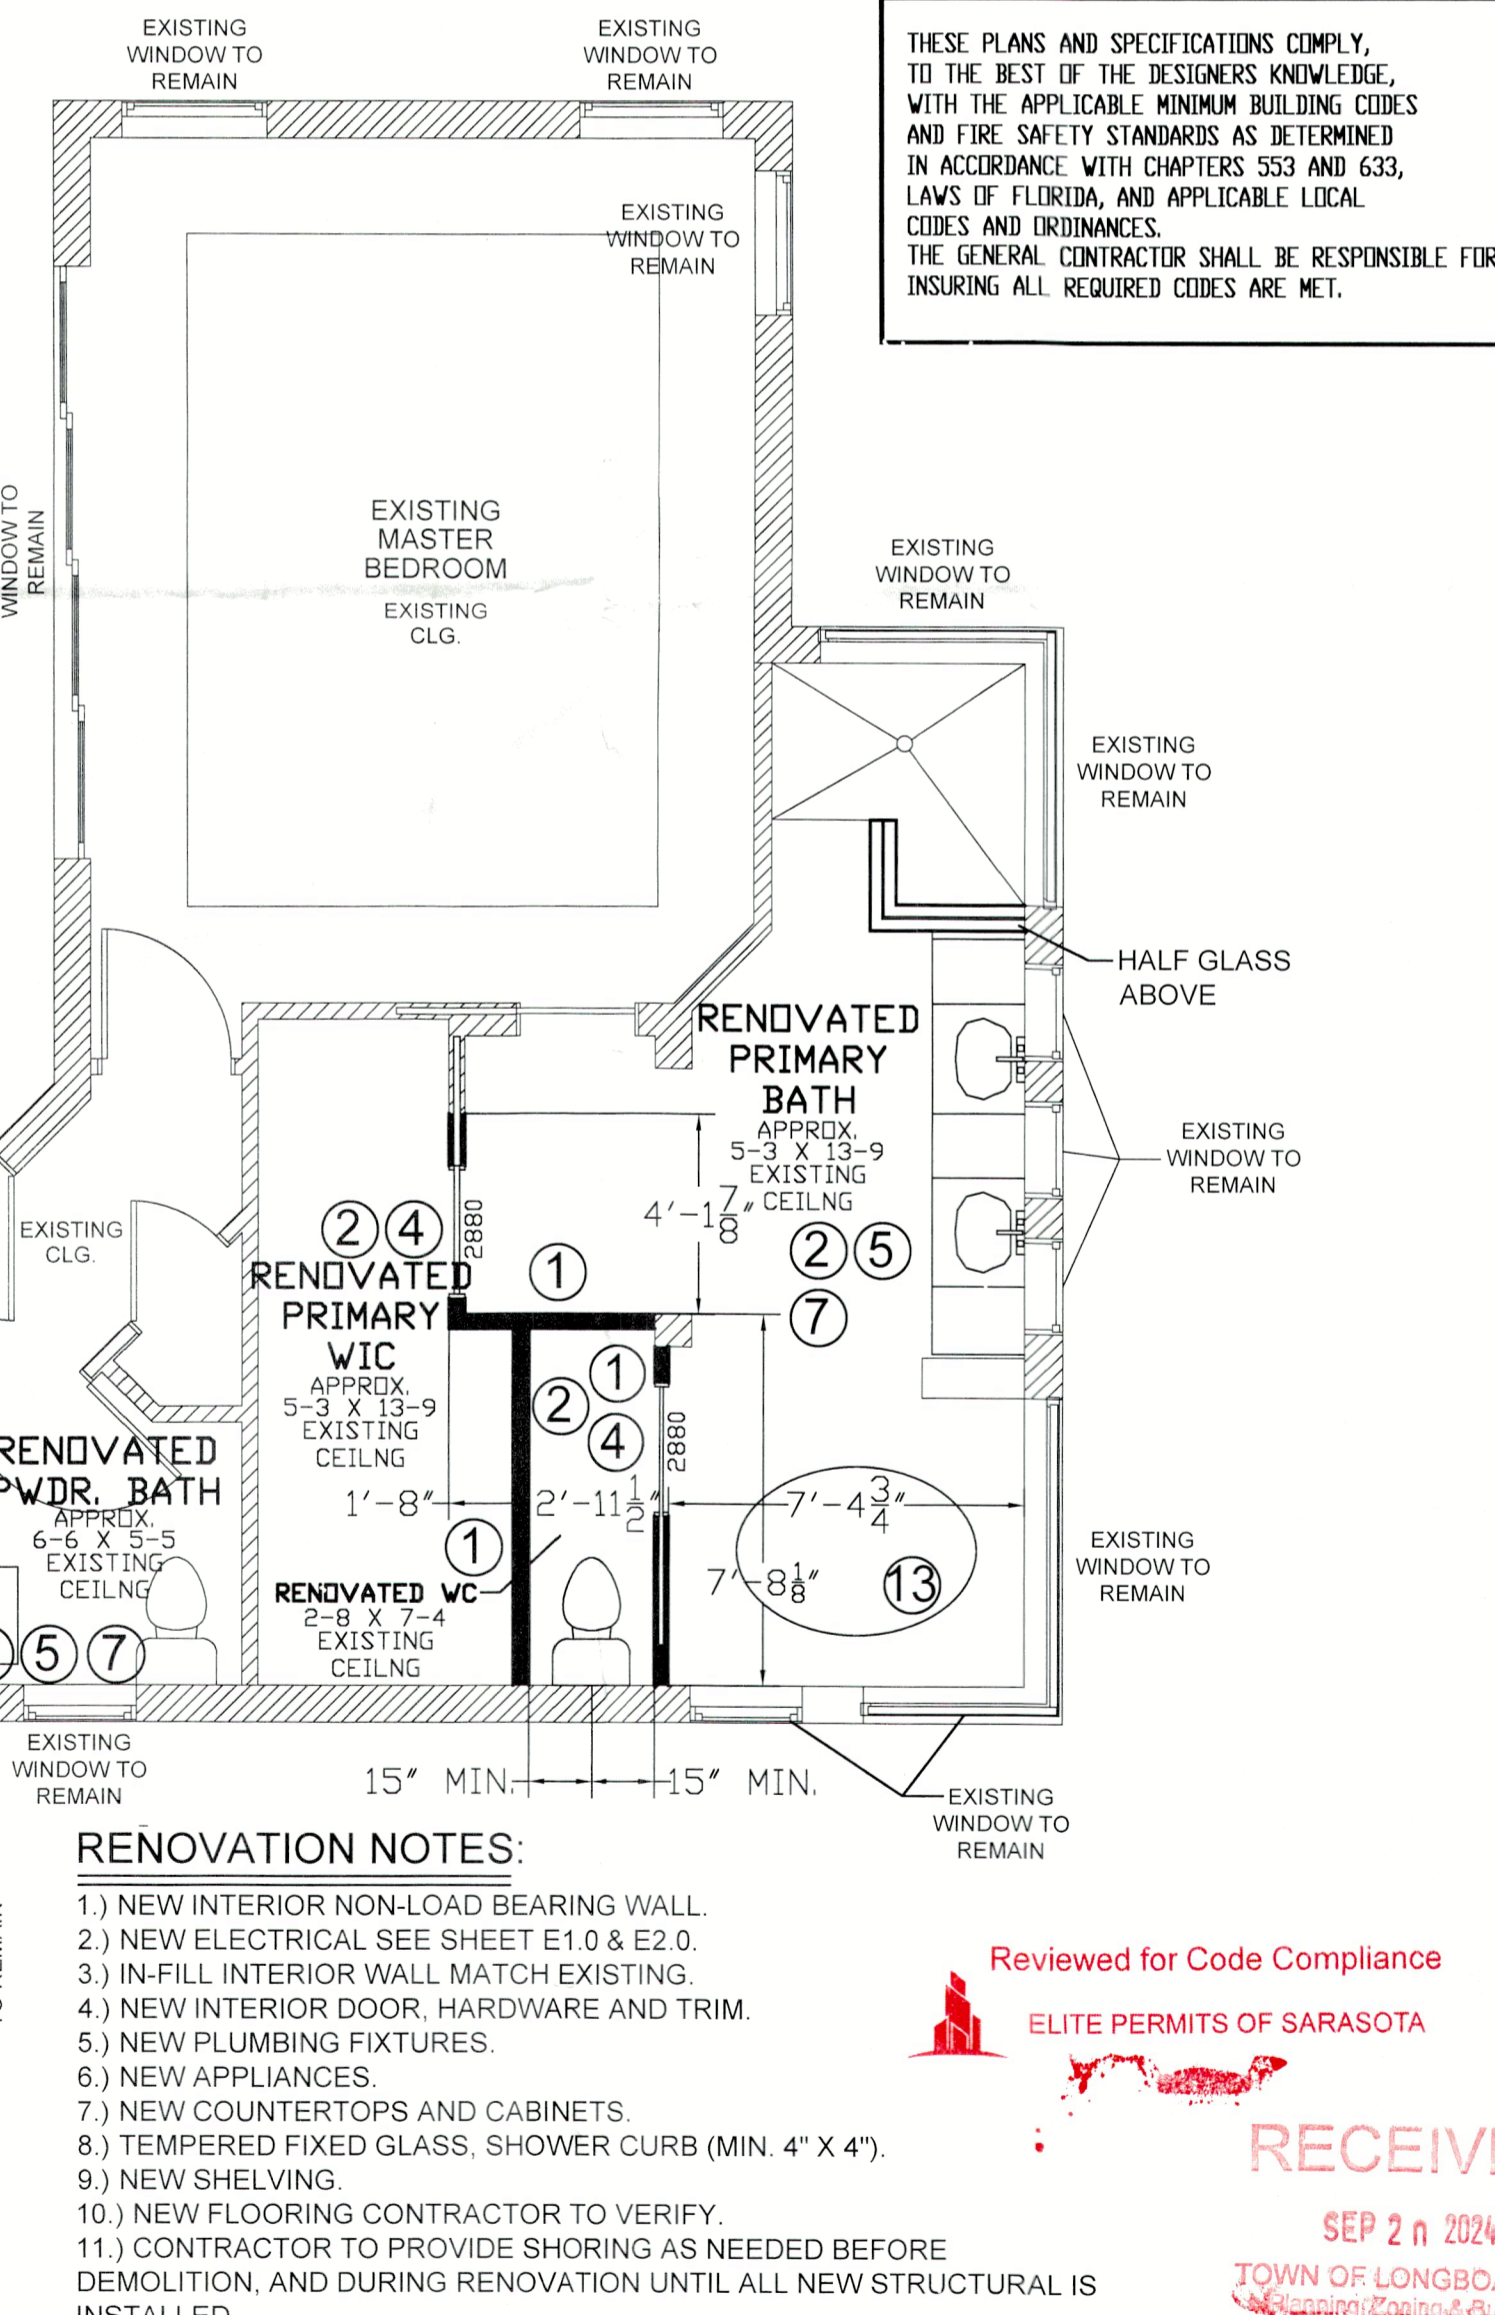 EXISTING
WINDOW TO
REMAIN
EXISTING
WINDOW TO
REMAIN
THESE PLANS AND SPECIFICATIONS COMPLY,
TO THE BEST OF THE DESIGNERS KNOWLEDGE,
WITH THE APPLICABLE MINIMUM BUILDING CODES
AND FIRE SAFETY STANDARDS AS DETERMINED
IN ACCORDANCE WITH CHAPTERS 553 AND 633,
LAWS OF FLORIDA, AND APPLICABLE LOCAL
CODES AND ORDINANCES.
THE GENERAL CONTRACTOR SHALL BE RESPONSIBLE FOR
INSURING ALL REQUIRED CODES ARE MET.
EXISTING
WINDOW TO
REMAIN
WINDOW TO
REMAIN
EXISTING
MASTER
BEDROOM
EXISTING
CLG.
EXISTING
WINDOW TO
REMAIN
EXISTING
WINDOW TO
REMAIN
HALF GLASS
ABOVE
RENOVATED
PRIMARY
BATH
APPROX.
5-3 X 13-9
EXISTING
CEILNG
4'-1 7/8"
2 5
7
EXISTING
WINDOW TO
REMAIN
EXISTING
CLG.
2 4
2880
1
RENOVATED
PRIMARY
WIC
APPROX.
5-3 X 13-9
EXISTING
CEILNG
1
2
4
2880
RENOVATED
PWDR. BATH
APPROX.
6-6 X 5-5
EXISTING
CEILNG
5 7
1'-8"
2'-11 1/2"
7'-4 3/4"
1
7'-8 1/8"
13
RENOVATED WC
2-8 X 7-4
EXISTING
CEILNG
EXISTING
WINDOW TO
REMAIN
EXISTING
WINDOW TO
REMAIN
15" MIN.
15" MIN.
EXISTING
WINDOW TO
REMAIN
RENOVATION NOTES:
1.) NEW INTERIOR NON-LOAD BEARING WALL.
2.) NEW ELECTRICAL SEE SHEET E1.0 & E2.0.
3.) IN-FILL INTERIOR WALL MATCH EXISTING.
4.) NEW INTERIOR DOOR, HARDWARE AND TRIM.
5.) NEW PLUMBING FIXTURES.
6.) NEW APPLIANCES.
7.) NEW COUNTERTOPS AND CABINETS.
8.) TEMPERED FIXED GLASS, SHOWER CURB (MIN. 4" X 4").
9.) NEW SHELVING.
10.) NEW FLOORING CONTRACTOR TO VERIFY.
11.) CONTRACTOR TO PROVIDE SHORING AS NEEDED BEFORE
DEMOLITION, AND DURING RENOVATION UNTIL ALL NEW STRUCTURAL IS
INSTALLED
Reviewed for Code Compliance
ELITE PERMITS OF SARASOTA
RECEIV
SEP 2 2024
TOWN OF LONGBO
Planning, Zoning & Bu